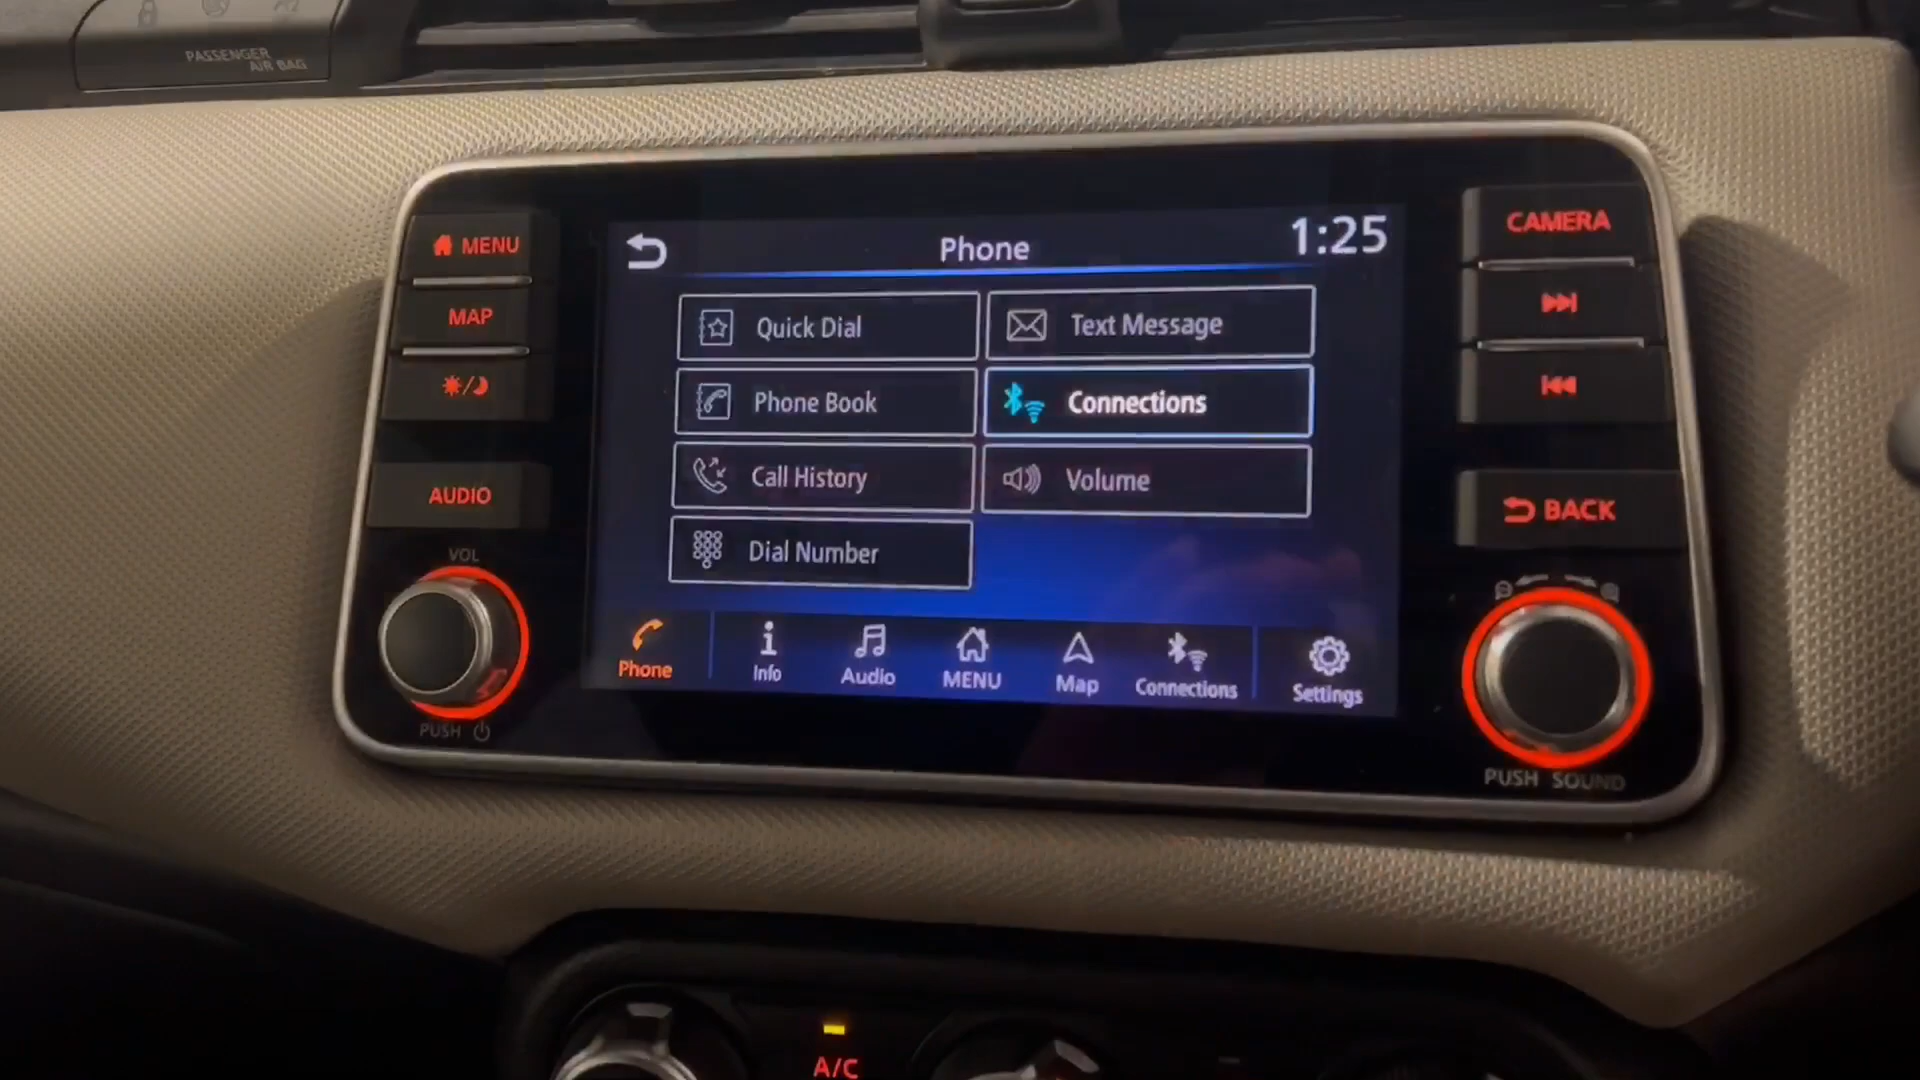 PASSENGER
AIR BAG
MENU
MAP
AUDIO
VOL
PUSH
Phone
1:25
Quick Dial
Text Message
Phone Book
Connections
Call History
Volume
Dial Number
Phone
Info
Audio
MENU
Map
Connections
Settings
CAMERA
BACK
PUSH SOUND
A/C